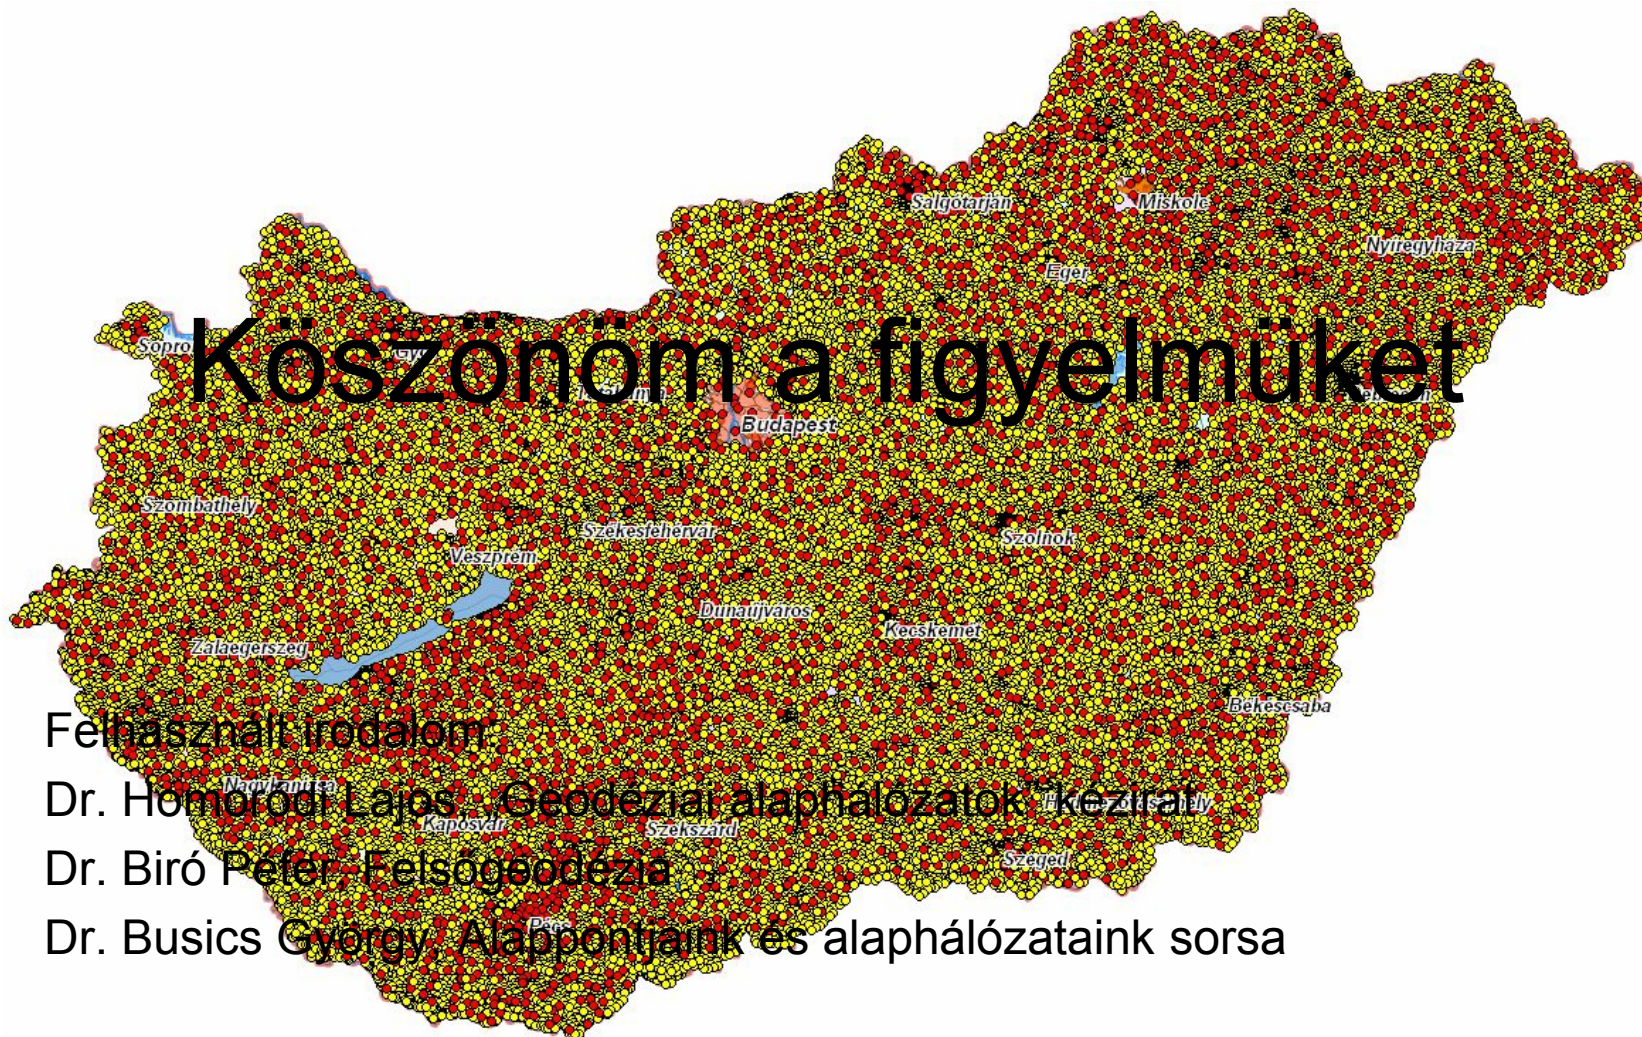 Salgótarján
Miskolc
Nyíregyháza
Eger
Köszönöm a figyelmüket
Budapest
Szombathely
Székesfehérvár
Szolnok
Veszprém
Dunaújváros
Kecskemét
Zalaegerszeg
Békéscsaba
Felhasznált irodalom:
Nagykanizsa
Dr. Homoródi Lajos, Geodéziai alaphálózatok kézirat
Kaposvár
Szekszárd
Szeged
Dr. Biró Péter, Felsőgeodézia
Pécs
Dr. Busics György, Alappontjaink és alaphálózataink sorsa